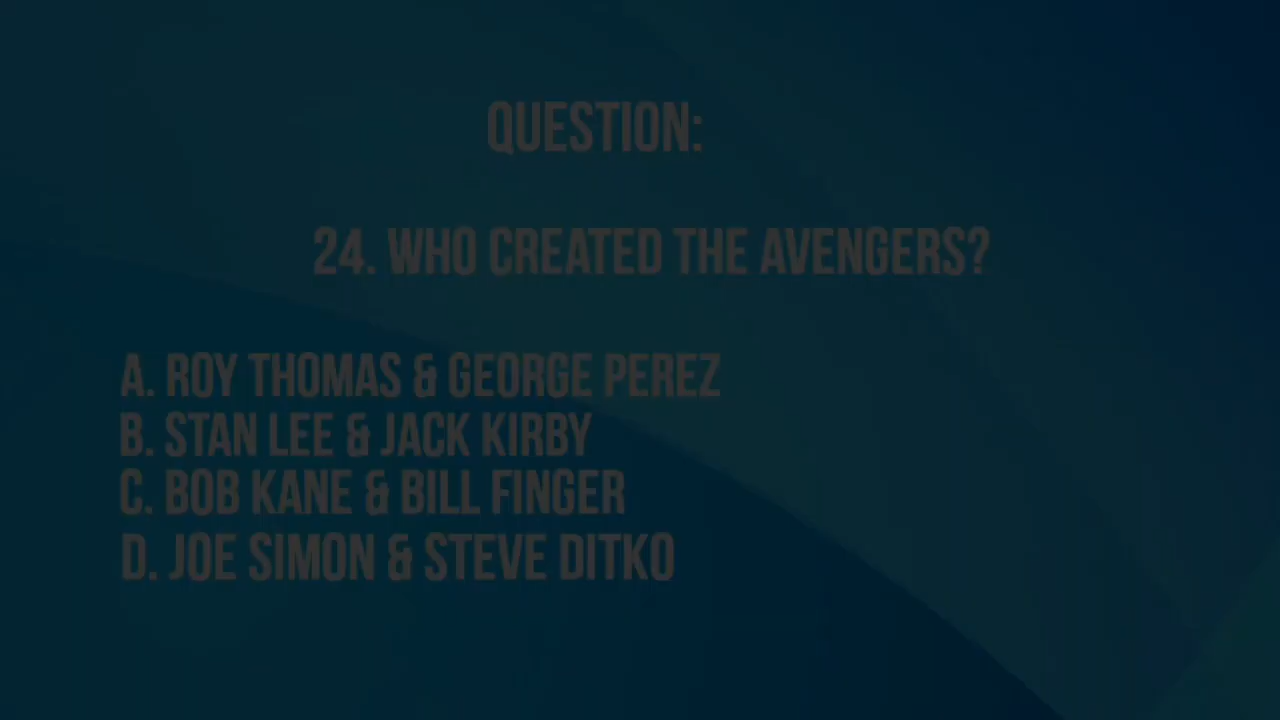 QUESTION:
24. WHO CREATED THE AVENGERS?
A. ROY THOMAS & GEORGE PEREZ
B. STAN LEE & JACK KIRBY
C. BOB KANE & BILL FINGER
D. JOE SIMON & STEVE DITKO